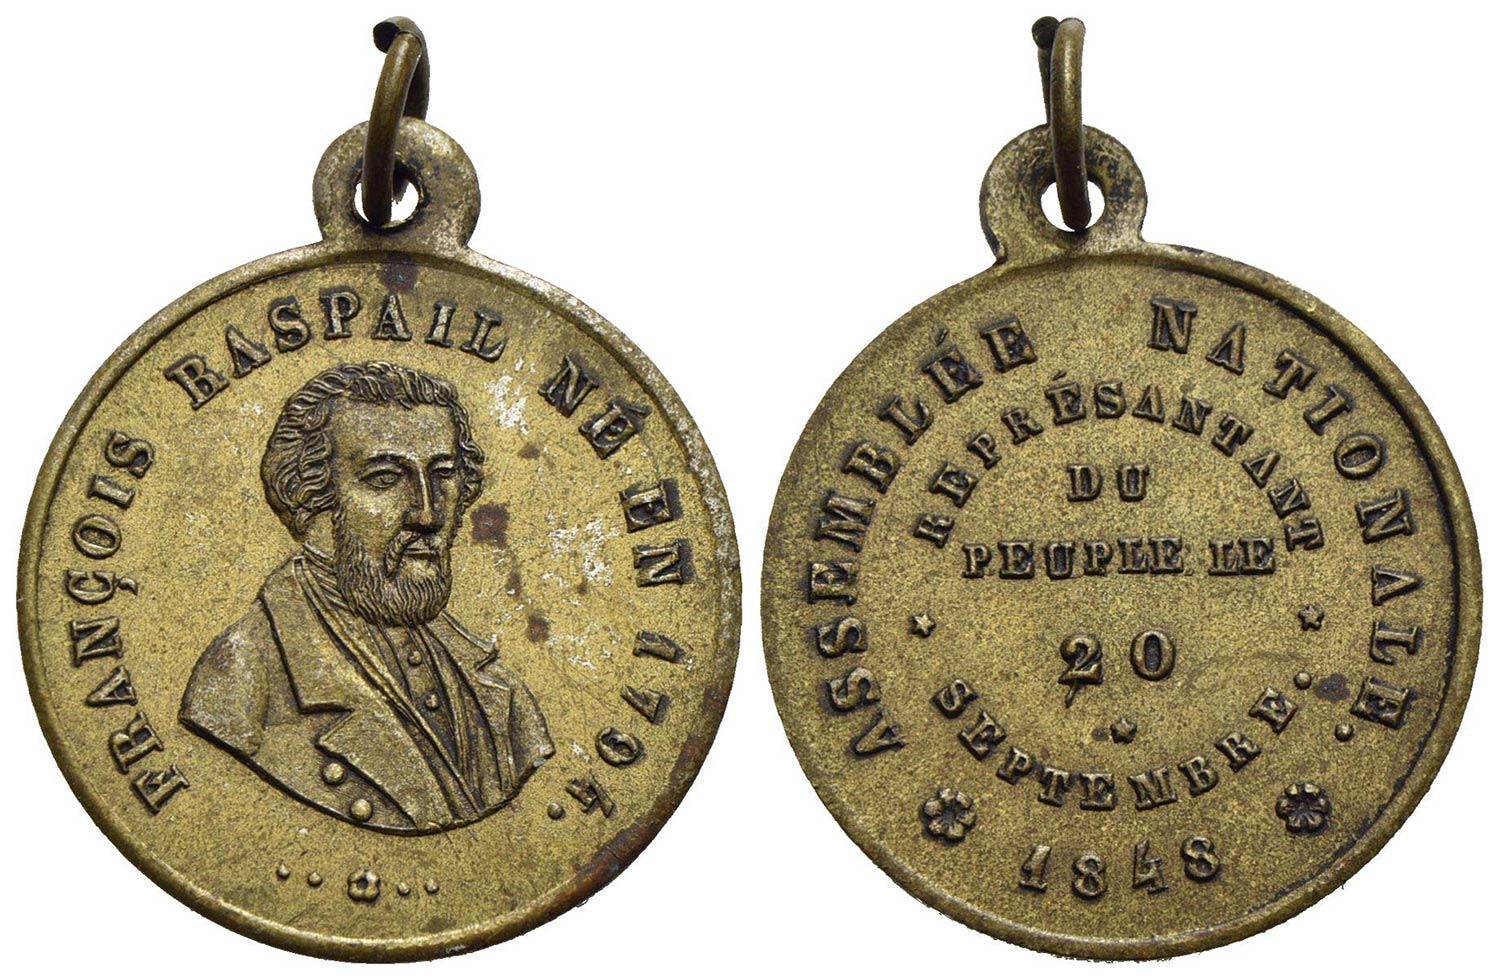 FRANÇOIS RASPAIL NÉ EN 1794.
ASSEMBLÉE NATIONALE.
REPRÉSANTANT
DU
PEUPLE LE
20
SEPTEMBRE.
1848